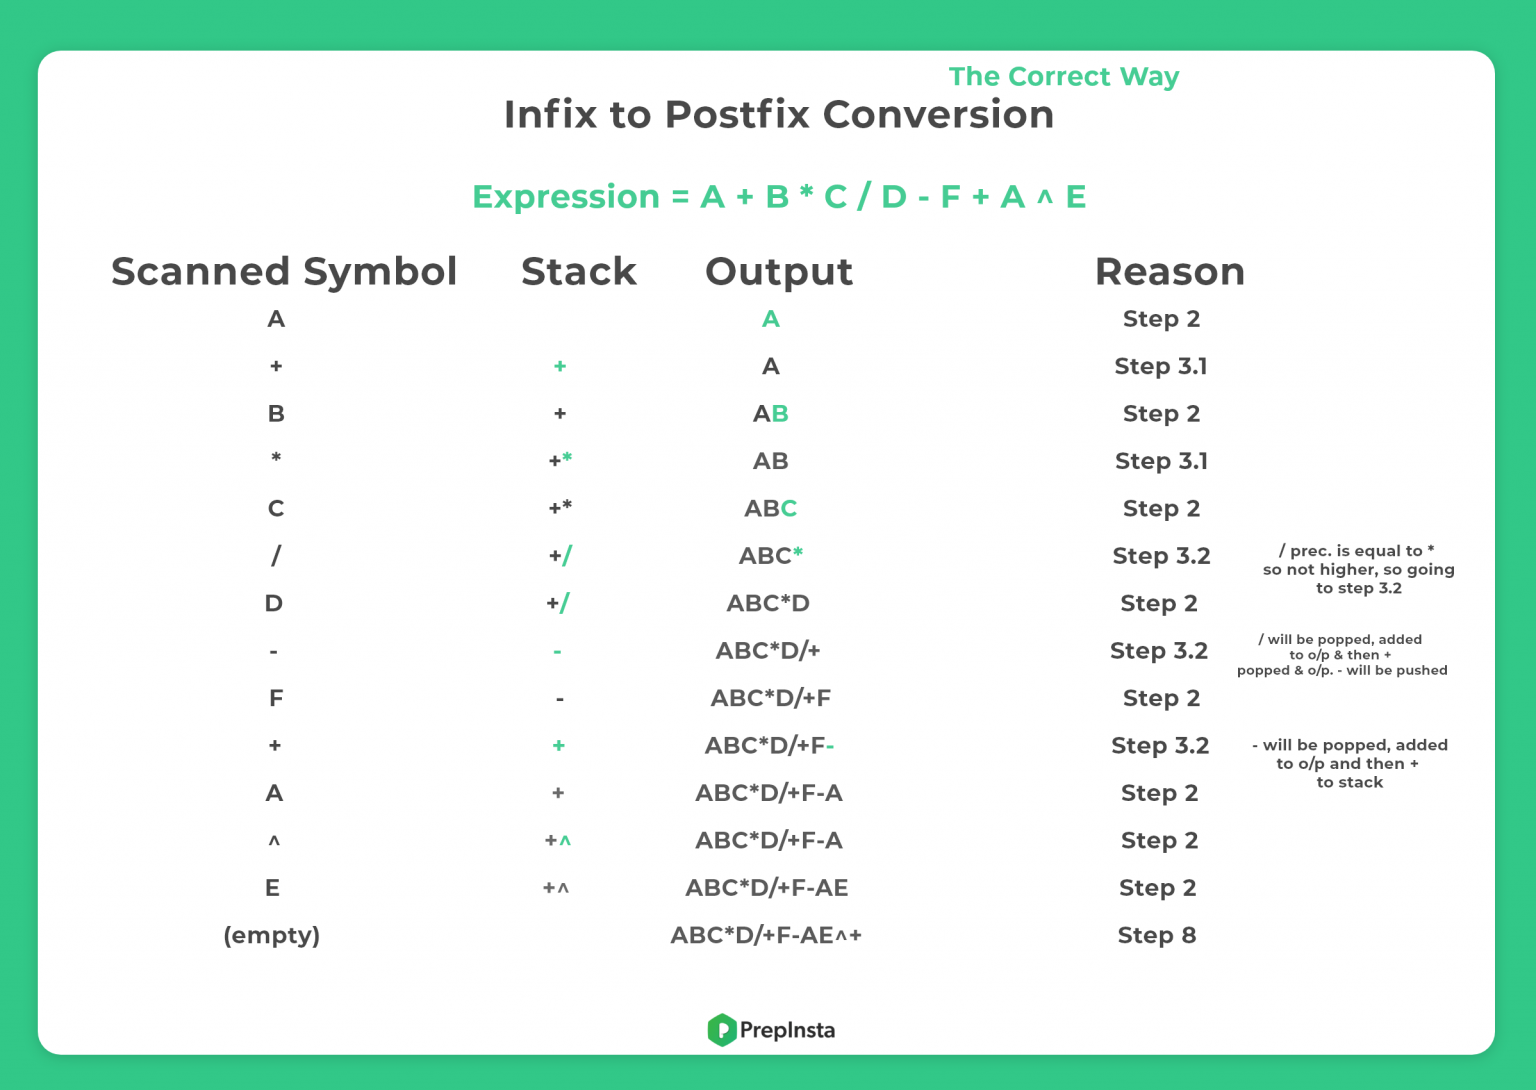 The Correct Way
Infix to Postfix Conversion
Expression = A + B * C / D - F + A ^ E
Scanned Symbol Stack Output Reason
A A Step 2
+ + A Step 3.1
B + AB Step 2
* +* AB Step 3.1
C +* ABC Step 2
/ +/ ABC* Step 3.2
/ prec. is equal to *
so not higher, so going
to step 3.2
D +/ ABC*D Step 2
- - ABC*D/+ Step 3.2
/ will be popped, added
to o/p & then +
popped & o/p. - will be pushed
F - ABC*D/+F Step 2
+ + ABC*D/+F- Step 3.2
- will be popped, added
to o/p and then +
to stack
A + ABC*D/+F-A Step 2
^ +^ ABC*D/+F-A Step 2
E +^ ABC*D/+F-AE Step 2
(empty) ABC*D/+F-AE^+ Step 8
PrepInsta